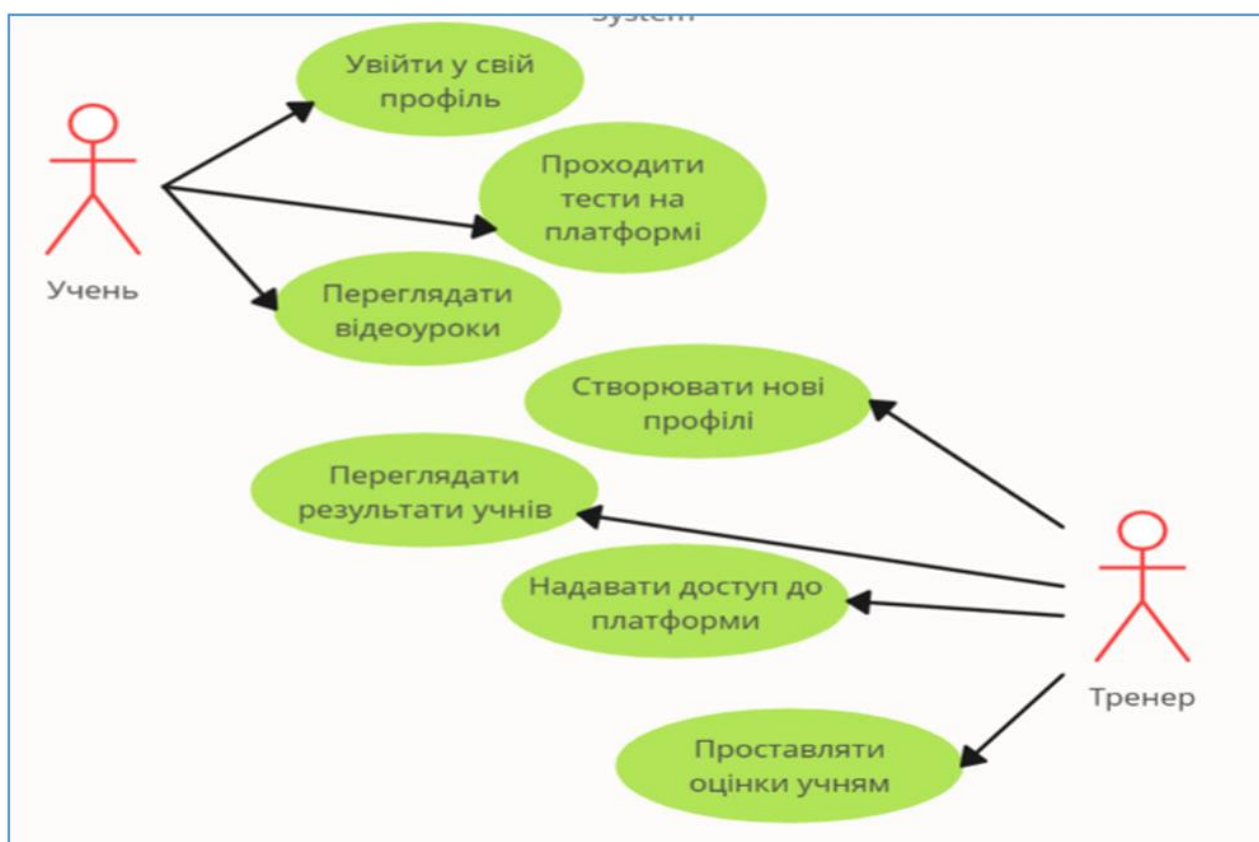 System
Увійти у свій
профіль
Проходити
тести на
платформі
Учень
Переглядати
відеоуроки
Створювати нові
профілі
Переглядати
результати учнів
Надавати доступ до
платформи
Тренер
Проставляти
оцінки учням